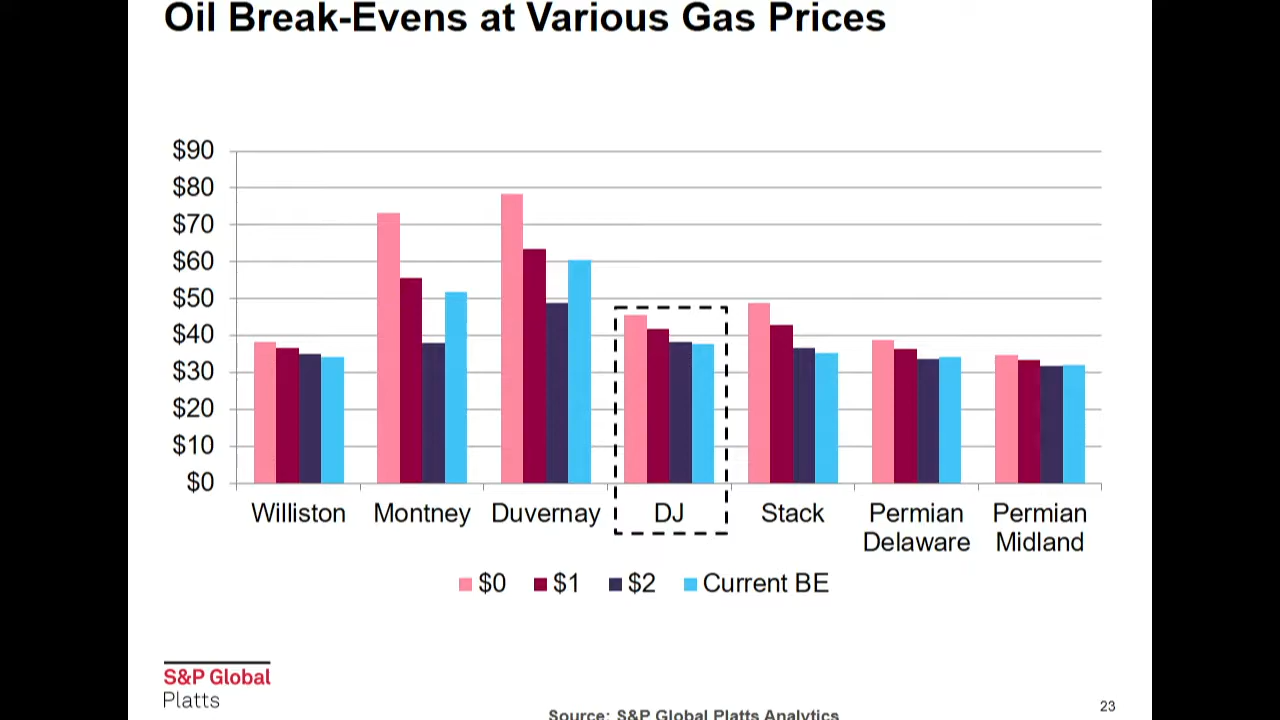 Oil Break-Evens at Various Gas Prices
$90
$80
$70
$60
$50
$40
$30
$20
$10
$0
Williston Montney Duvernay DJ Stack Permian Delaware Permian Midland
$0 $1 $2 Current BE
S&P Global
Platts
23
Source: S&P Global Platts Analytics